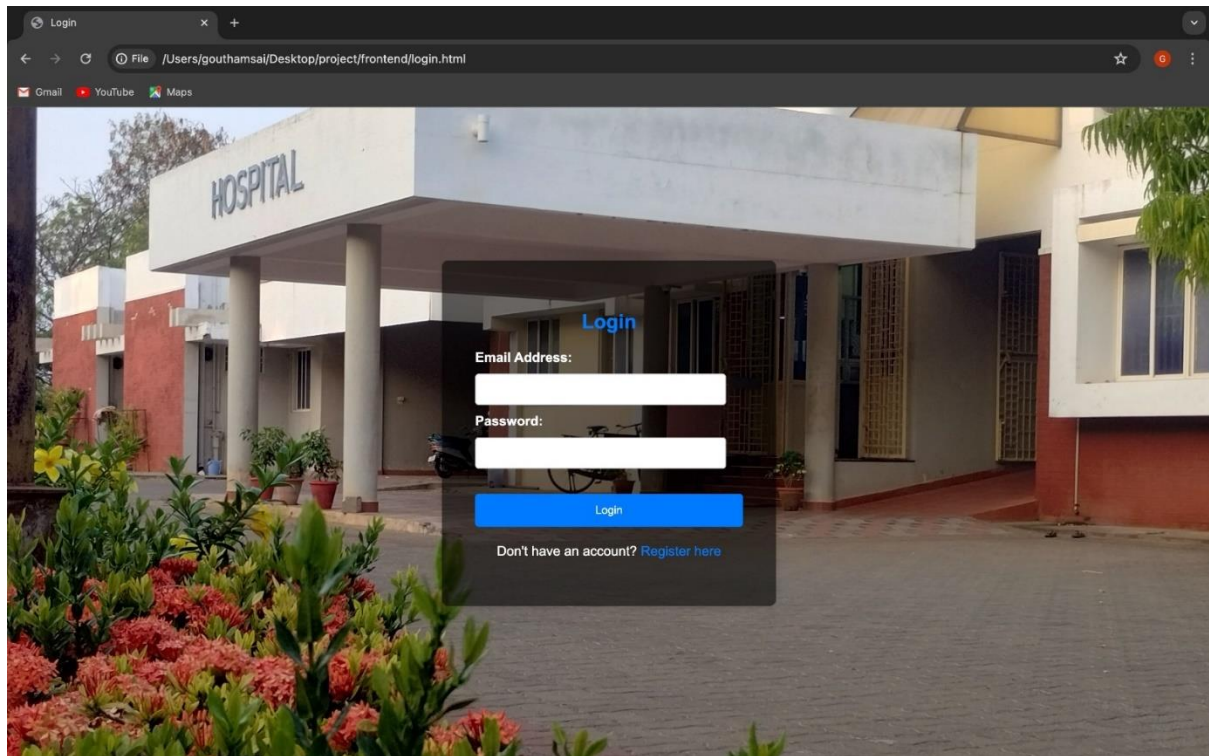 Login
File /Users/gouthamsai/Desktop/project/frontend/login.html
G
Gmail YouTube Maps
HOSPITAL
Login
Email Address:
Password:
Login
Don't have an account? Register here